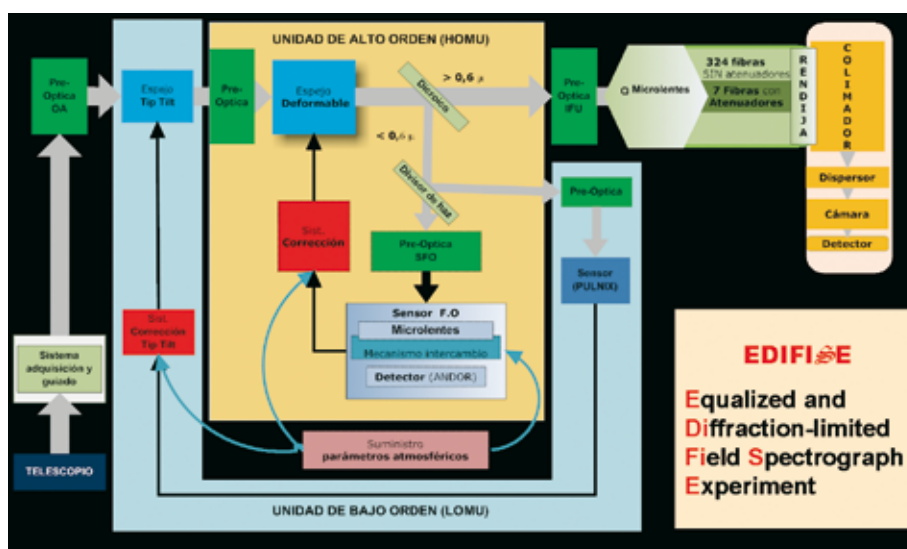 UNIDAD DE ALTO ORDEN (HOMU)
Pre-
Optica
OA
Espejo
Tip Tilt
Pre-
Optica
Espejo
Deformable
> 0,6 µ
Dicroico
< 0,6 µ
Divisor de haz
Pre-
Optica
IFU
Q Microlentes
324 fibras
SIN atenuadores
7 Fibras con
Atenuadores
RENDIJA
COLIMADOR
Dispersor
Cámara
Detector
Pre-Optica
Sensor
(PULNIX)
Sist.
Corrección
Pre-Optica
SFO
Sensor F.O
Microlentes
Mecanismo intercambio
Detector (ANDOR)
Sist.
Corrección
Tip Tilt
Sistema
adquisición y
guiado
TELESCOPIO
Suministro
parámetros atmosféricos
UNIDAD DE BAJO ORDEN (LOMU)
EDIFISE
Equalized and
Diffraction-limited
Field Spectrograph
Experiment